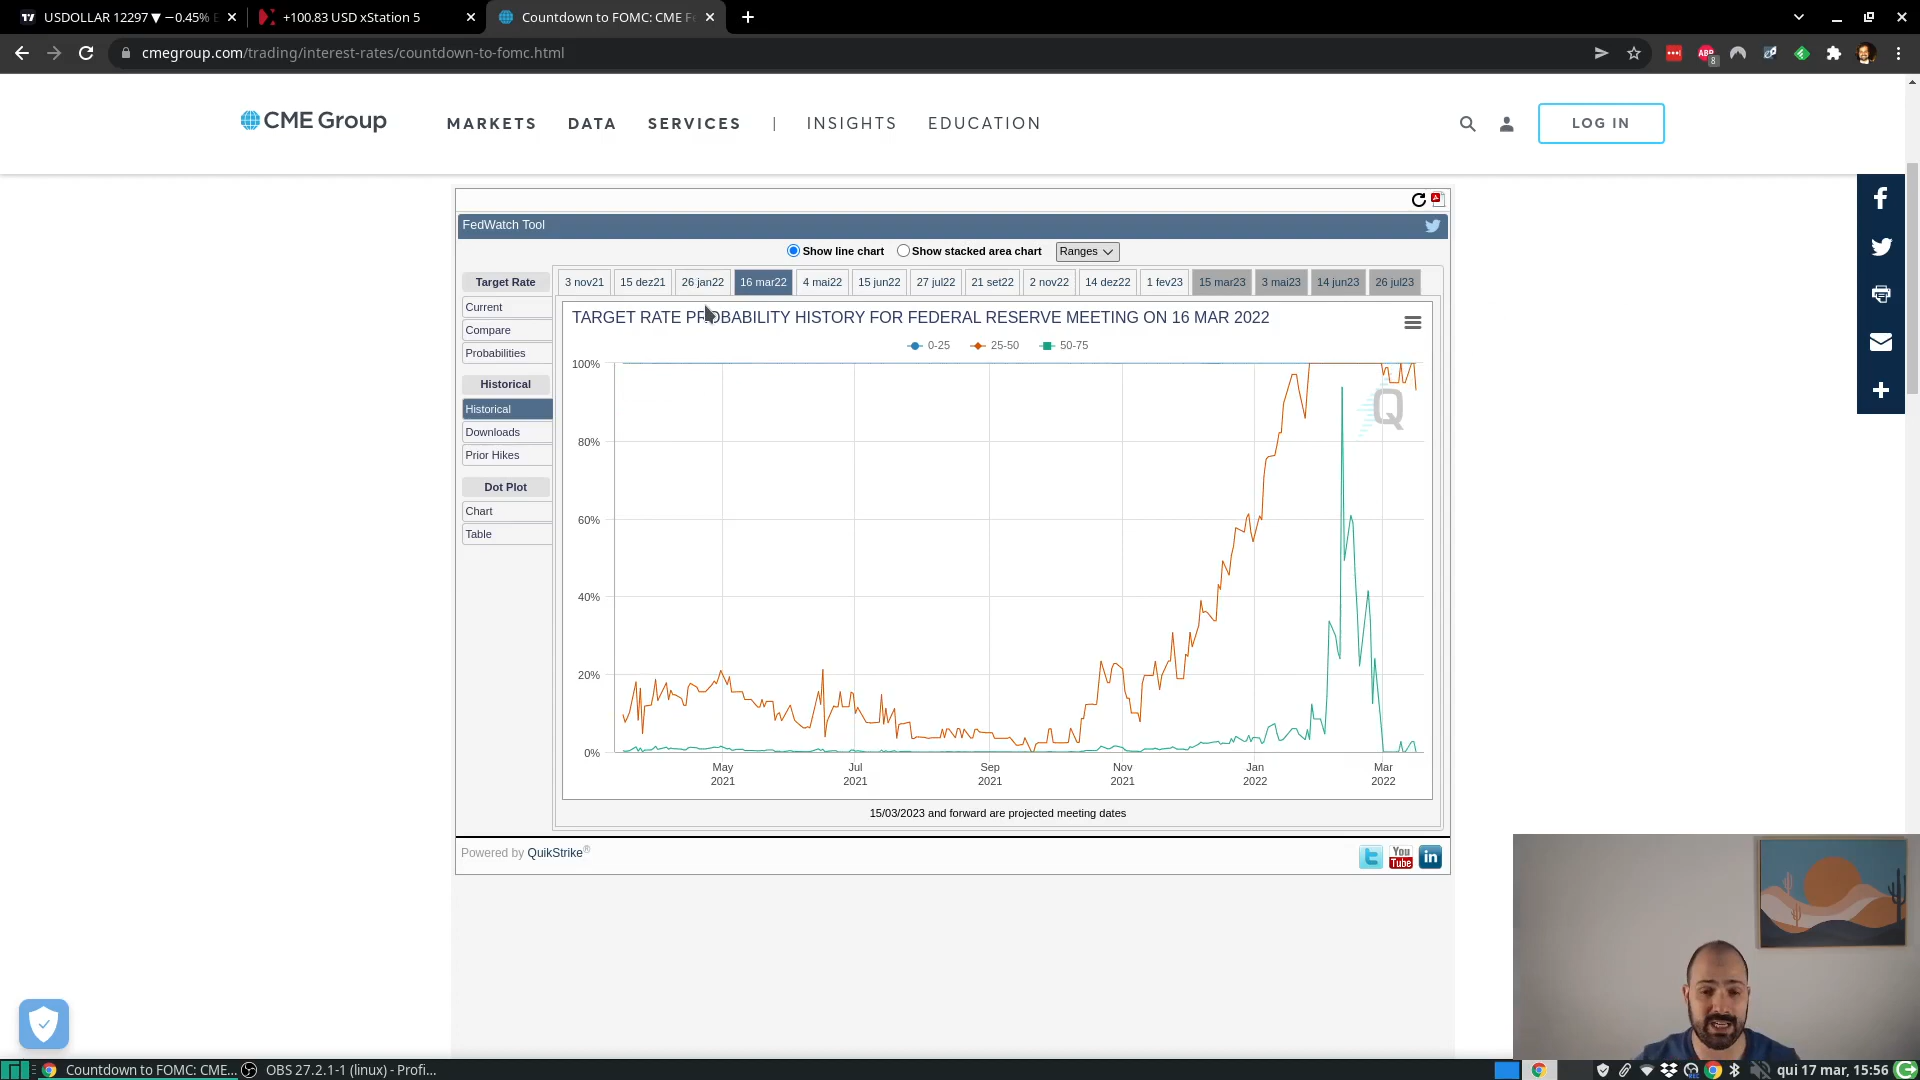 USDOLLAR 12297 ▼ −0.45%
+100.83 USD xStation 5
Countdown to FOMC: CME F
cmegroup.com/trading/interest-rates/countdown-to-fomc.html
ABP
8
CME Group
MARKETS DATA SERVICES | INSIGHTS EDUCATION
LOG IN
FedWatch Tool
Show line chart Show stacked area chart Ranges
Target Rate
Current
Compare
Probabilities
Historical
Historical
Downloads
Prior Hikes
Dot Plot
Chart
Table
3 nov21 15 dez21 26 jan22 16 mar22 4 mai22 15 jun22 27 jul22 21 set22 2 nov22 14 dez22 1 fev23 15 mar23 3 mai23 14 jun23 26 jul23
TARGET RATE PROBABILITY HISTORY FOR FEDERAL RESERVE MEETING ON 16 MAR 2022
0-25 25-50 50-75
100%
80%
60%
40%
20%
0%
May 2021
Jul 2021
Sep 2021
Nov 2021
Jan 2022
Mar 2022
Q
15/03/2023 and forward are projected meeting dates
Powered by QuikStrike®
You Tube
in
Countdown to FOMC: CME...
OBS 27.2.1-1 (linux) - Profi...
qui 17 mar, 15:56